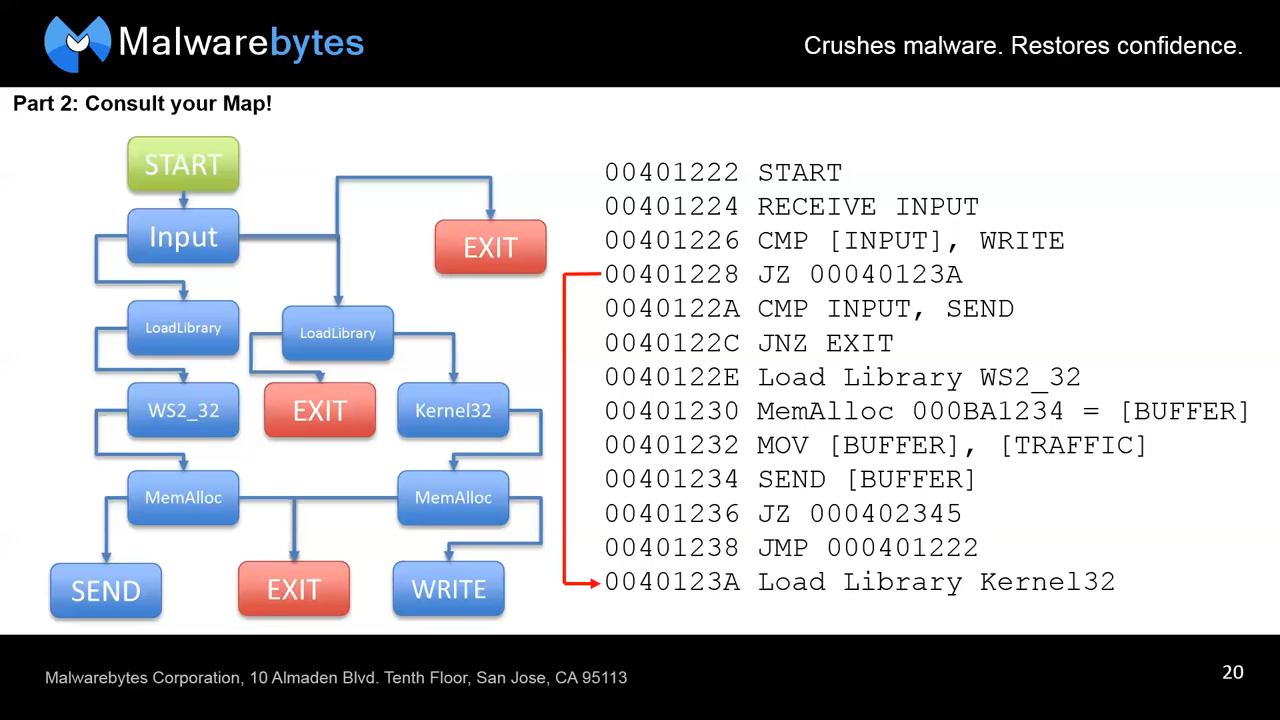 Malwarebytes
Crushes malware. Restores confidence.
Part 2: Consult your Map!
START
Input
EXIT
LoadLibrary
LoadLibrary
WS2_32
EXIT
Kernel32
MemAlloc
MemAlloc
SEND
EXIT
WRITE
00401222 START
00401224 RECEIVE INPUT
00401226 CMP [INPUT], WRITE
00401228 JZ 00040123A
0040122A CMP INPUT, SEND
0040122C JNZ EXIT
0040122E Load Library WS2_32
00401230 MemAlloc 000BA1234 = [BUFFER]
00401232 MOV [BUFFER], [TRAFFIC]
00401234 SEND [BUFFER]
00401236 JZ 000402345
00401238 JMP 000401222
0040123A Load Library Kernel32
Malwarebytes Corporation, 10 Almaden Blvd. Tenth Floor, San Jose, CA 95113
20